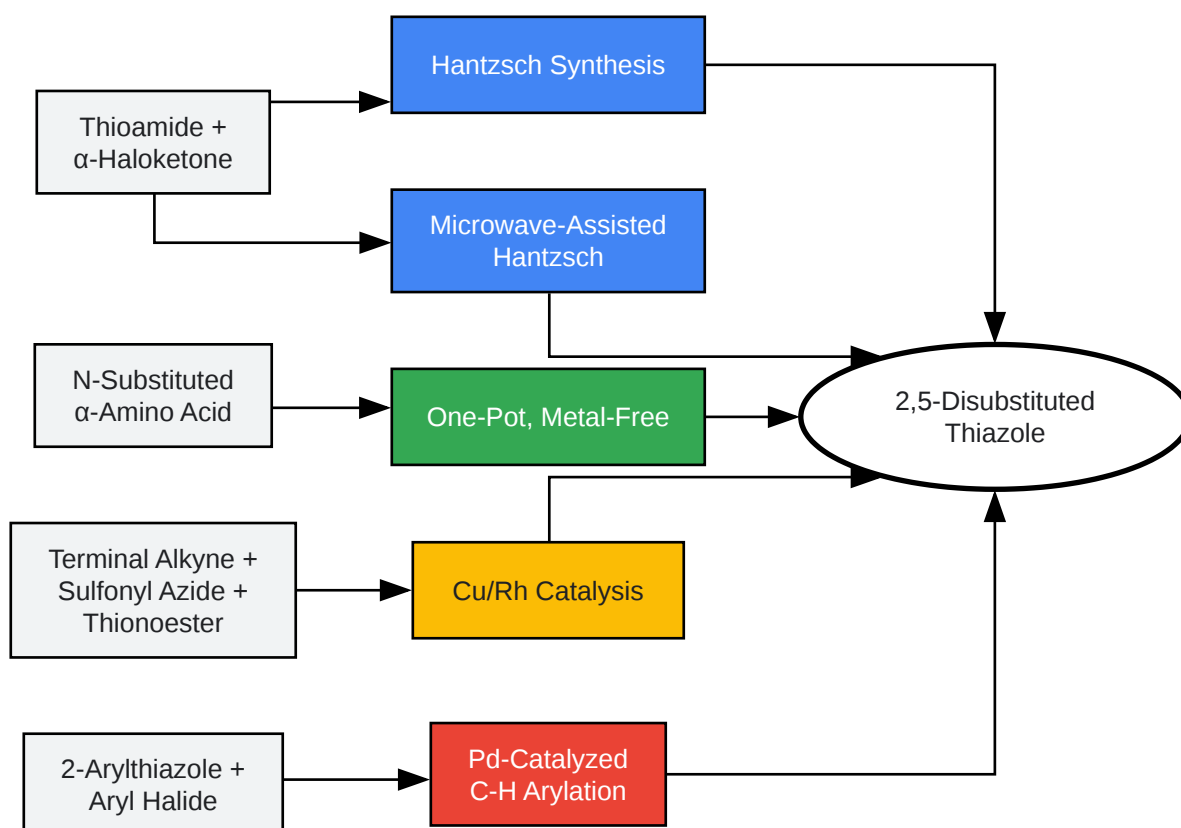 Hantzsch Synthesis
Thioamide +
α-Haloketone
Microwave-Assisted
Hantzsch
N-Substituted
α-Amino Acid
One-Pot, Metal-Free
2,5-Disubstituted
Thiazole
Terminal Alkyne +
Sulfonyl Azide +
Thionoester
Cu/Rh Catalysis
2-Arylthiazole +
Aryl Halide
Pd-Catalyzed
C-H Arylation